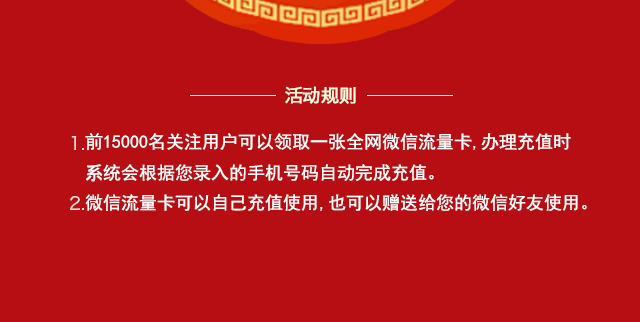 活动规则
1.前15000名关注用户可以领取一张全网微信流量卡,办理充值时
系统会根据您录入的手机号码自动完成充值。
2.微信流量卡可以自己充值使用,也可以赠送给您的微信好友使用。